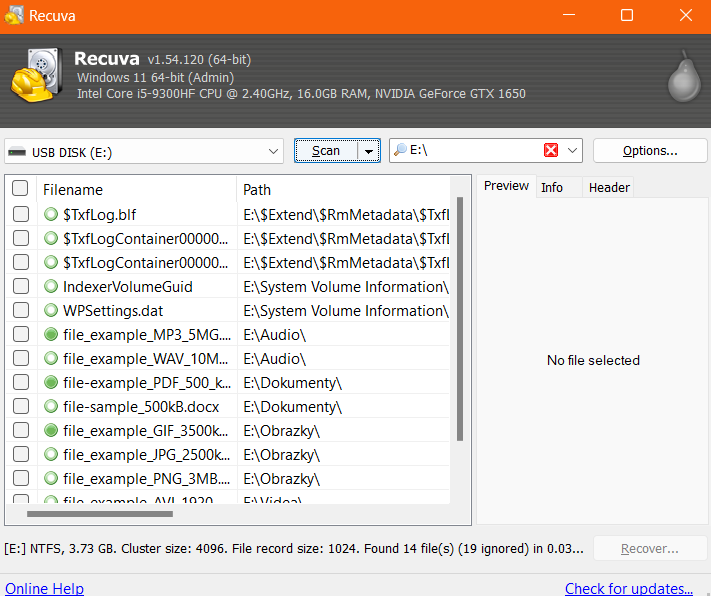 Recuva
Recuva v1.54.120 (64-bit)
Windows 11 64-bit (Admin)
Intel Core i5-9300HF CPU @ 2.40GHz, 16.0GB RAM, NVIDIA GeForce GTX 1650
USB DISK (E:) Scan E:\ Options...
Filename Path Preview Info Header
$TxfLog.blf E:\$Extend\$RmMetadata\$Txfl
$TxfLogContainer00000... E:\$Extend\$RmMetadata\$Txfl
$TxfLogContainer00000... E:\$Extend\$RmMetadata\$Txfl
IndexerVolumeGuid E:\System Volume Information\
WPSettings.dat E:\System Volume Information\
file_example_MP3_5MG.... E:\Audio\
file_example_WAV_10M... E:\Audio\
No file selected
file-example_PDF_500_k... E:\Dokumenty\
file-sample_500kB.docx E:\Dokumenty\
file_example_GIF_3500k... E:\Obrazky\
file_example_JPG_2500k... E:\Obrazky\
file_example_PNG_3MB.... E:\Obrazky\
file_example_AVI_1920_ E:\Videa\
[E:] NTFS, 3.73 GB. Cluster size: 4096. File record size: 1024. Found 14 file(s) (19 ignored) in 0.03... Recover...
Online Help Check for updates...